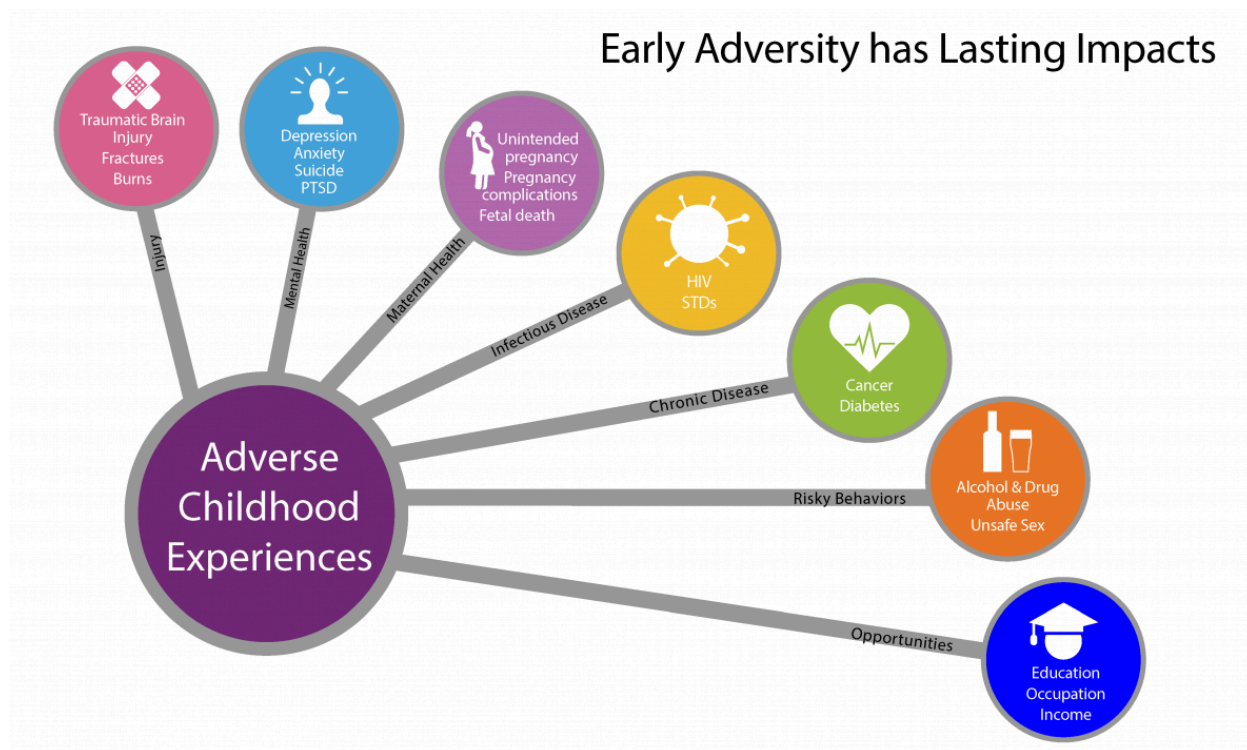 Early Adversity has Lasting Impacts
Traumatic Brain
Injury
Fractures
Burns
Injury
Depression
Anxiety
Suicide
PTSD
Mental Health
Unintended
pregnancy
Pregnancy
complications
Fetal death
Maternal Health
HIV
STDs
Infectious Disease
Cancer
Diabetes
Chronic Disease
Alcohol & Drug
Abuse
Unsafe Sex
Risky Behaviors
Education
Occupation
Income
Opportunities
Adverse
Childhood
Experiences